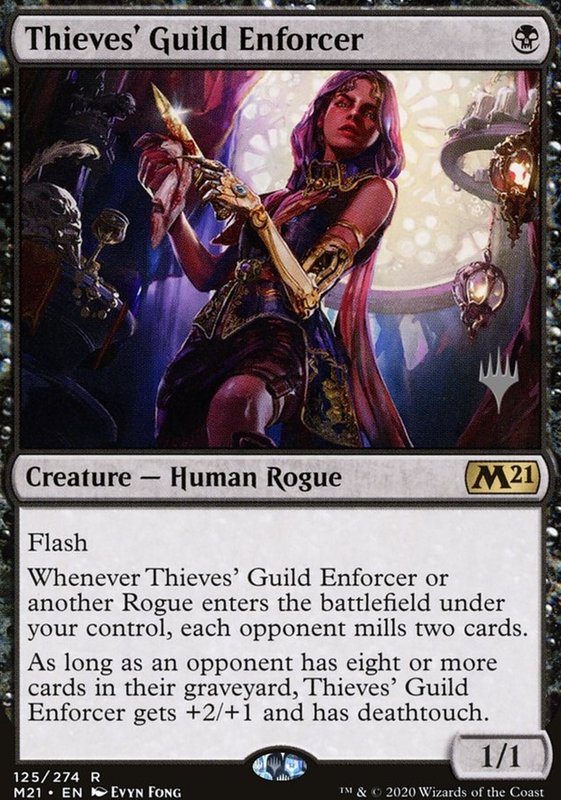 Thieves' Guild Enforcer
Creature — Human Rogue
M21
Flash
Whenever Thieves' Guild Enforcer or
another Rogue enters the battlefield under
your control, each opponent mills two cards.
As long as an opponent has eight or more
cards in their graveyard, Thieves' Guild
Enforcer gets +2/+1 and has deathtouch.
1/1
125/274 R
M21 • EN Evyn Fong
™ & © 2020 Wizards of the Coast